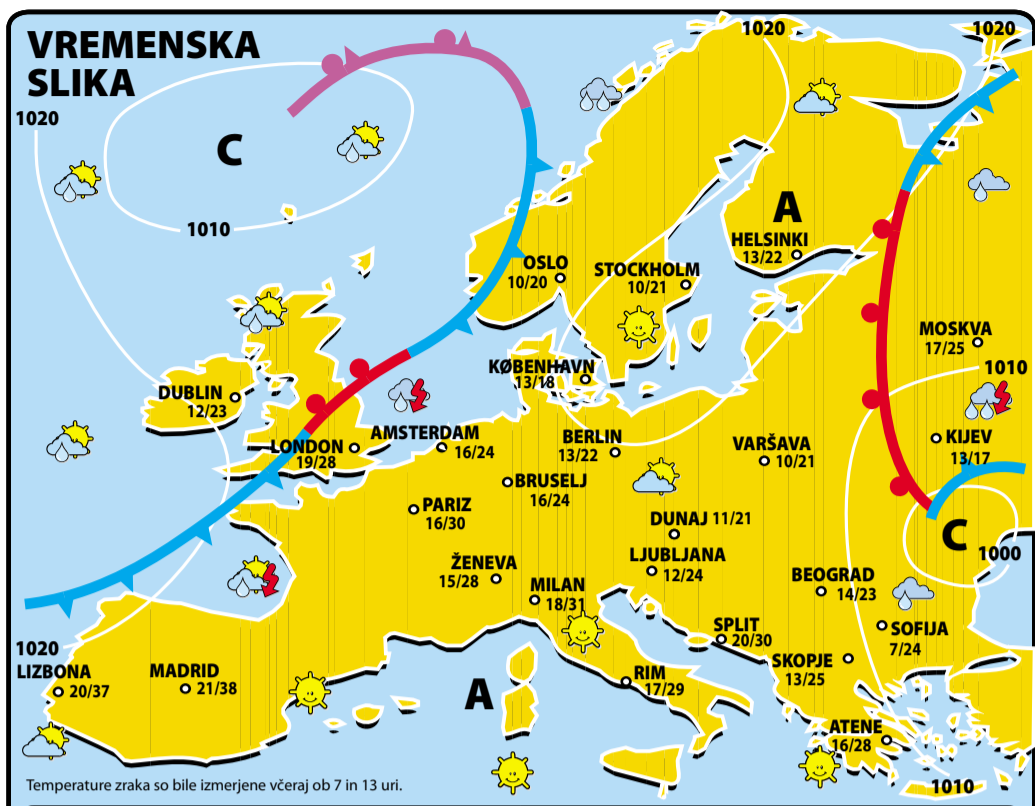 VREMENSKA
SLIKA
1020
1020
1020
C
1010
A
HELSINKI
13/22
OSLO
10/20
STOCKHOLM
10/21
MOSKVA
17/25
1010
KØBENHAVN
13/18
DUBLIN
12/23
LONDON
19/28
AMSTERDAM
16/24
BERLIN
13/22
VARŠAVA
10/21
KIJEV
13/17
BRUSELJ
16/24
PARIZ
16/30
DUNAJ 11/21
C
1000
LJUBLJANA
12/24
ŽENEVA
15/28
MILAN
18/31
BEOGRAD
14/23
SPLIT
20/30
SOFIJA
7/24
1020
LIZBONA
20/37
MADRID
21/38
A
RIM
17/29
SKOPJE
13/25
ATENE
16/28
1010
Temperature zraka so bile izmerjene včeraj ob 7 in 13 uri.